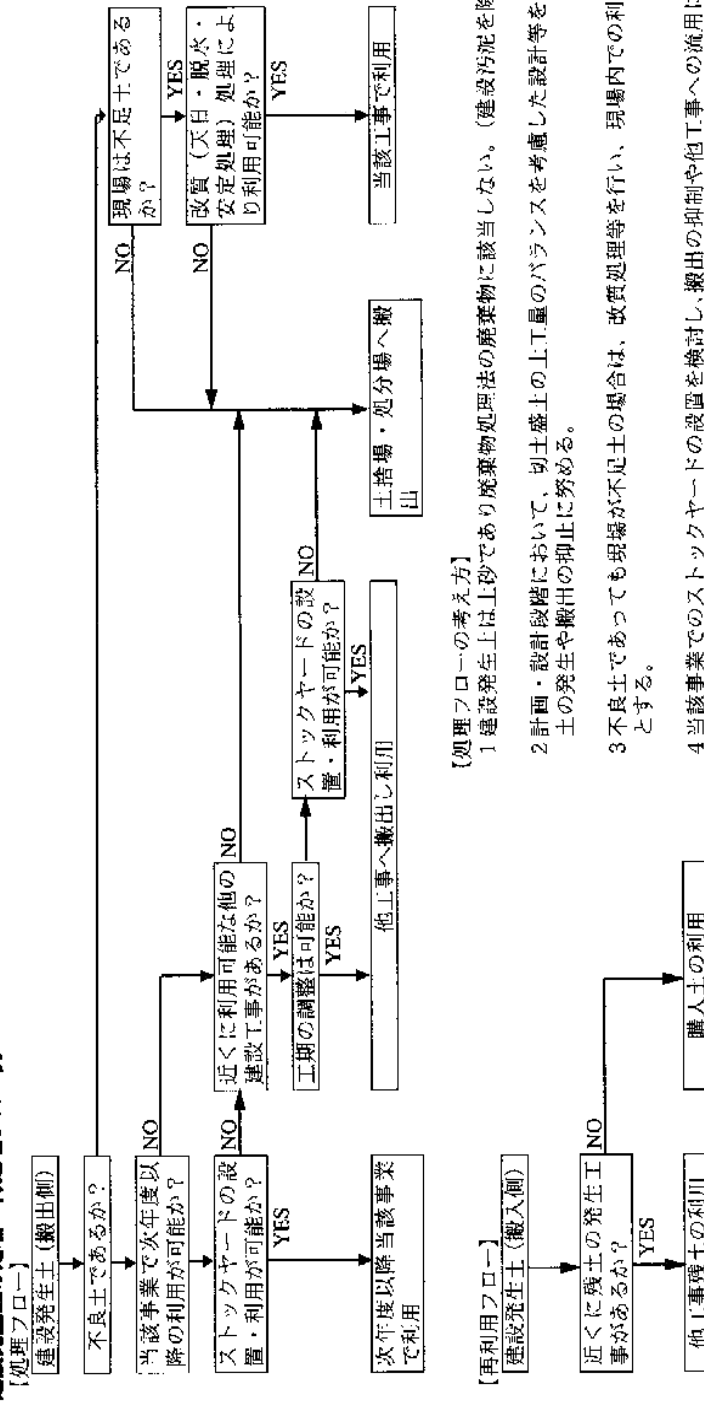 【処理フロー】
建設発生土(搬出側)
不良土であるか?
当該事業で次年度以
降の利用が可能か?
NO
ストックヤードの設
置・利用が可能か?
NO
YES
次年度以降当該事業
で利用
近くに利用可能な他の
建設工事があるか?
NO
YES
工期の調整は可能か?
YES
ストックヤードの設
置・利用が可能か?
NO
YES
他工事へ搬出し利用
現場は不足土である
か?
NO
YES
改質(天日・脱水・
安定処理)処理によ
り利用可能か?
NO
YES
土捨場・処分場へ搬
出
当該工事で利用
【処理フローの考え方】
1 建設発生土は土砂であり廃棄物処理法の廃棄物に該当しない。(建設汚泥を除
2 計画・設計段階において、切土盛土の土工量のバランスを考慮した設計等を
土の発生や搬出の抑止に努める。
3 不良土であっても現場が不足土の場合は、改質処理等を行い、現場内での利
とする。
4 当該事業でのストックヤードの設置を検討し、搬出の抑制や他工事への流用に
【再利用フロー】
建設発生土(搬入側)
近くに残土の発生工
事があるか?
NO
YES
他工事残土の利用
購入土の利用